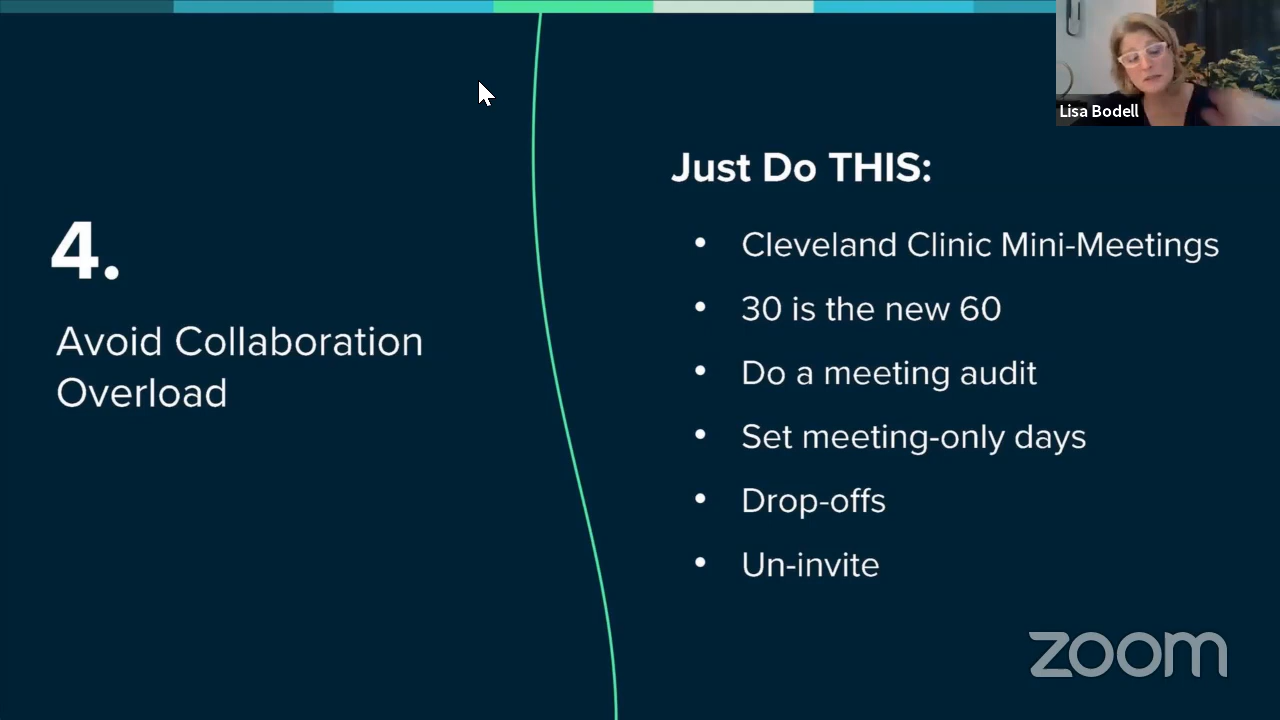 Lisa Bodell
Just Do THIS:
4.
Avoid Collaboration
Overload
• Cleveland Clinic Mini-Meetings
• 30 is the new 60
• Do a meeting audit
• Set meeting-only days
• Drop-offs
• Un-invite
zoom